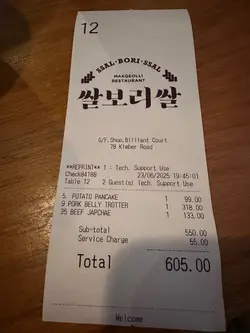 12
SSAL·BORI·SSAL
MAKGEOLLI
RESTAURANT
쌀보리쌀
G/F,Shop,Billiant Court
78 Kimber Road
**REPRINT** 1 : Tech. Support Use
Check#4188 23/06/2025 19:45:01
Table 12 2 Guest(s) Tech. Support Use
5 POTATO PANCAKE 1 99.00
9 PORK BELLY TROTTER 1 318.00
35 BEEF JAPCHAE 1 133.00
Sub-total 550.00
Service Charge 55.00
Total 605.00
Welcome